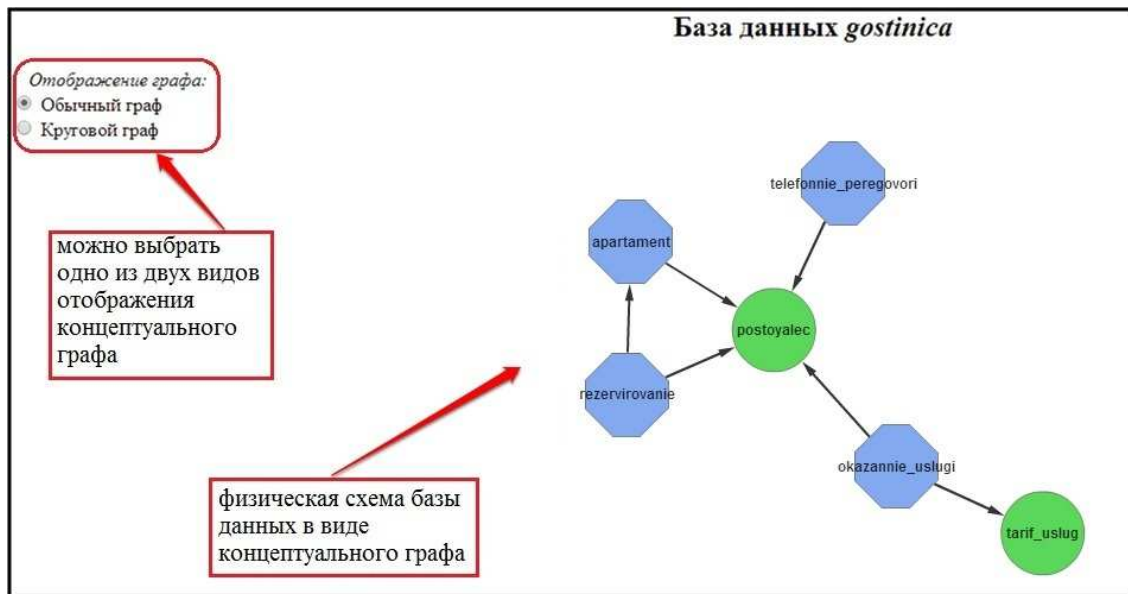 База данных gostinica
Отображение графа:
Обычный граф
Круговой граф
можно выбрать
одно из двух видов
отображения
концептуального
графа
физическая схема базы
данных в виде
концептуального графа
telefonnie_peregovori
apartament
postoyalec
rezervirovanie
okazannie_uslugi
tarif_uslug